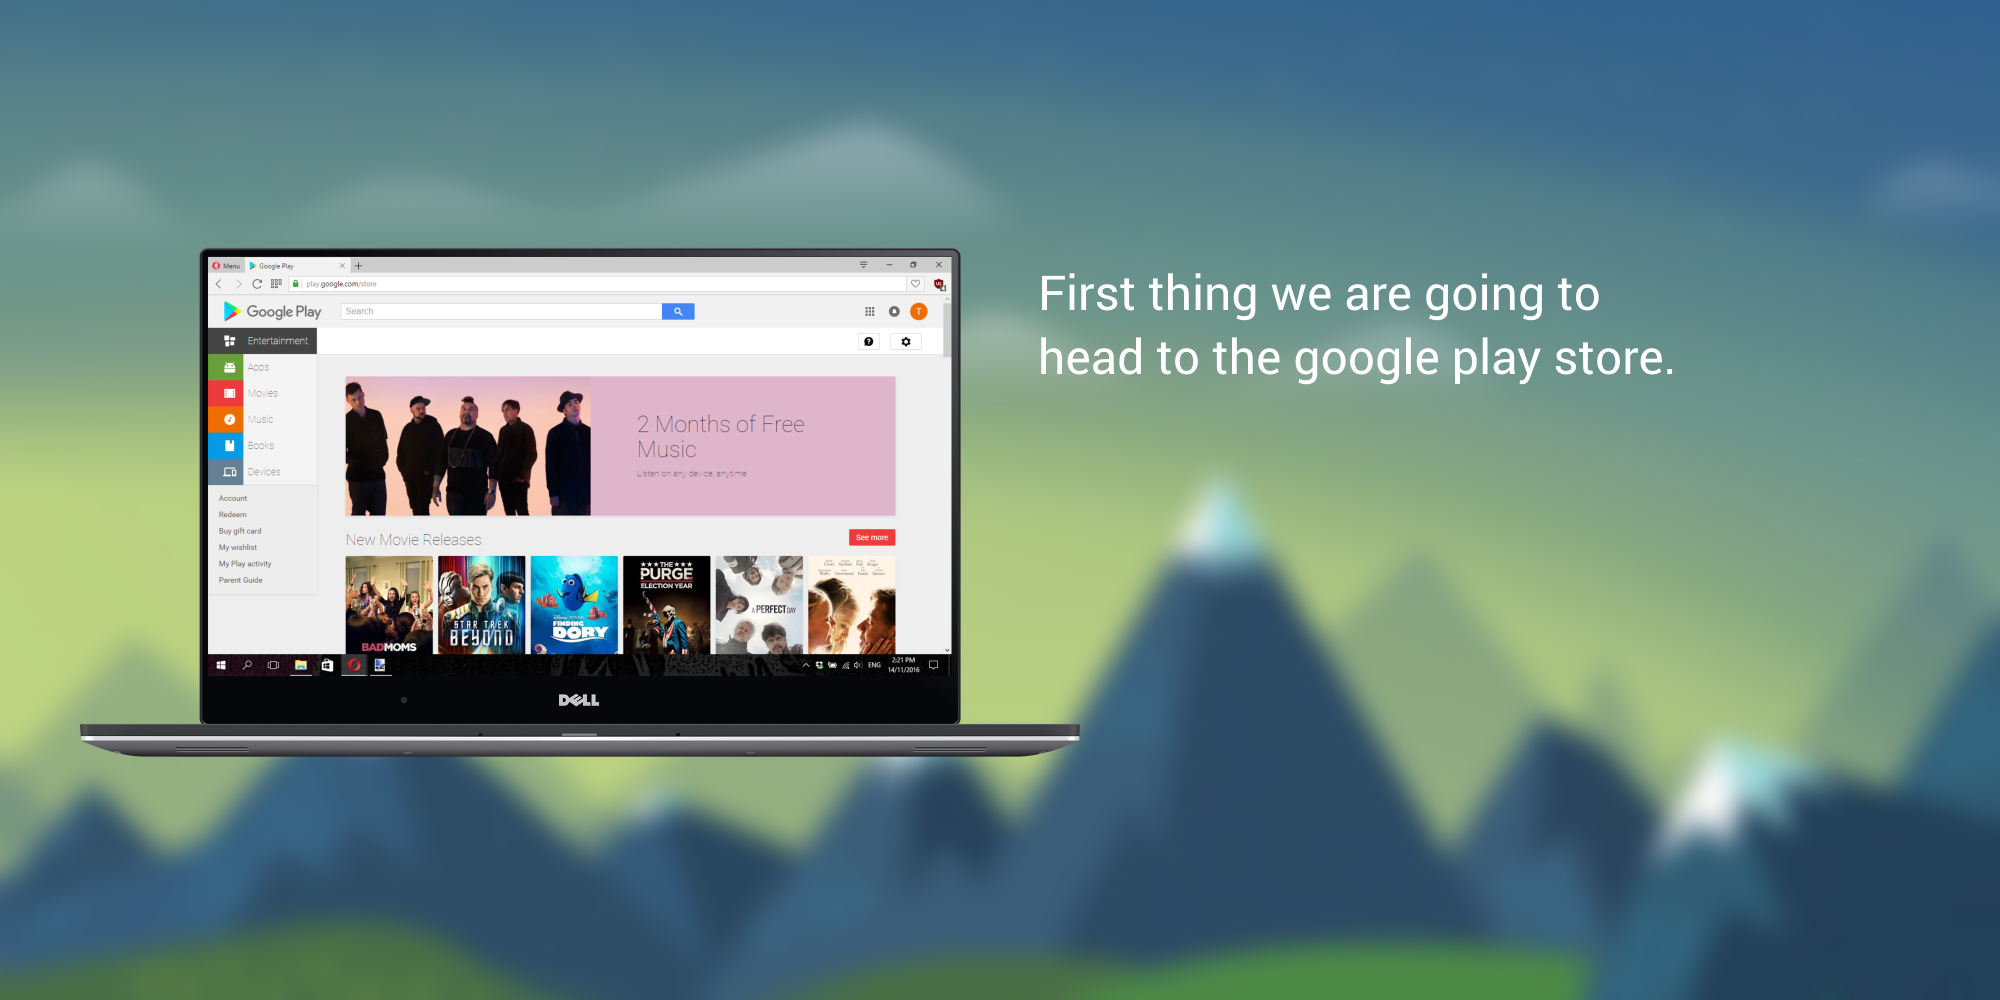 Menu
Google Play
play.google.com/store
Google Play
Search
T
Entertainment
Apps
Movies
Music
Books
Devices
Account
Redeem
Buy gift card
My wishlist
My Play activity
Parent Guide
2 Months of Free
Music
Listen on any device, anytime
New Movie Releases
See more
BADMOMS
STAR TREK
BEYOND
DISNEY PIXAR
FINDING
DORY
THE
PURGE
ELECTION YEAR
A PERFECT DAY
ENG
2:21 PM
14/11/2016
DELL
First thing we are going to
head to the google play store.